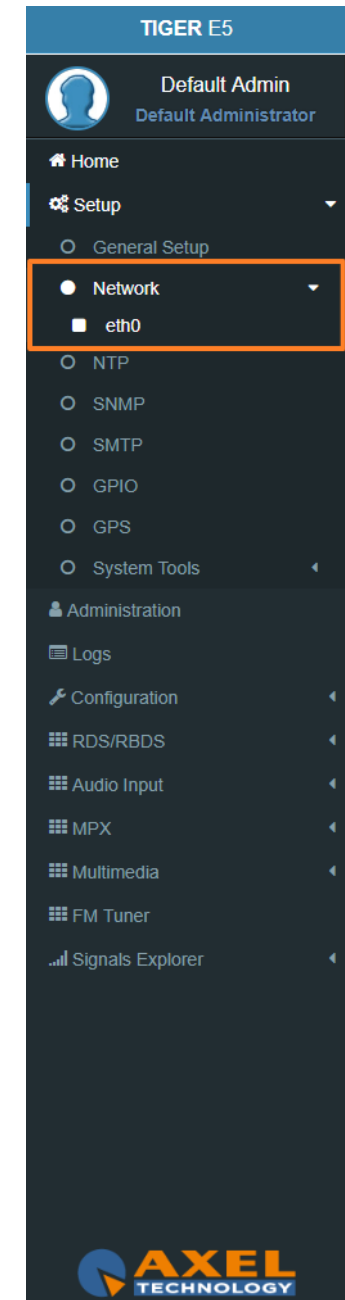 TIGER E5
Default Admin
Default Administrator
Home
Setup
General Setup
Network
eth0
NTP
SNMP
SMTP
GPIO
GPS
System Tools
Administration
Logs
Configuration
RDS/RBDS
Audio Input
MPX
Multimedia
FM Tuner
Signals Explorer
AXEL
TECHNOLOGY